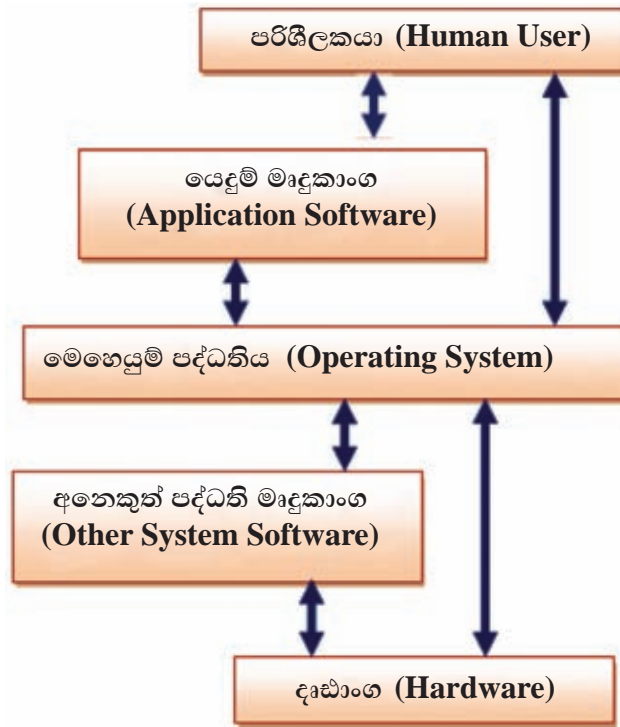 පරිශීලකයා (Human User)
යෙදුම් මෘදුකාංග
(Application Software)
මෙහෙයුම් පද්ධතිය (Operating System)
අනෙකුත් පද්ධති මෘදුකාංග
(Other System Software)
දෘඪාංග (Hardware)